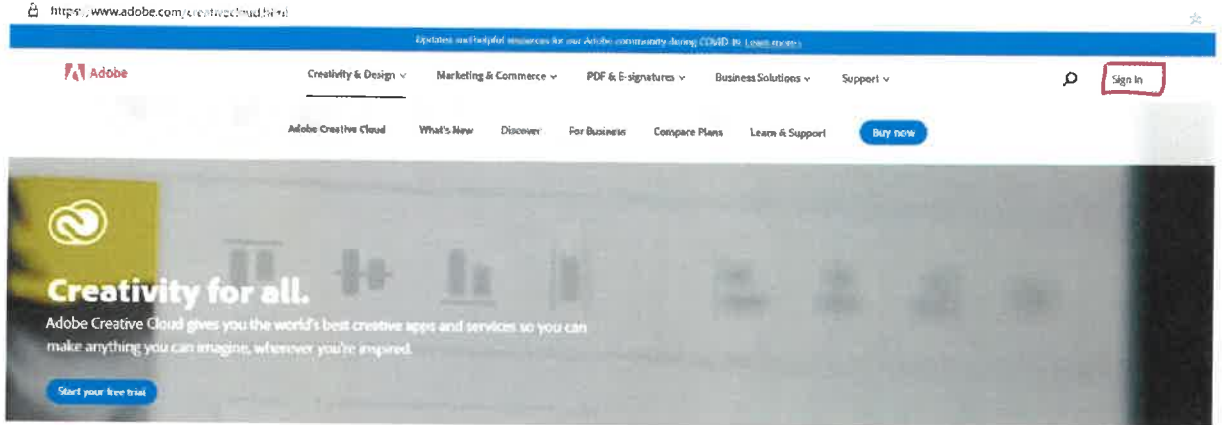 https://www.adobe.com/creativecloud.html
Updates and helpful resources for our Adobe community during COVID-19. Learn more ›
Adobe
Creativity & Design
Marketing & Commerce
PDF & E-signatures
Business Solutions
Support
Sign In
Adobe Creative Cloud
What's New
Discover
For Business
Compare Plans
Learn & Support
Buy now
Creativity for all.
Adobe Creative Cloud gives you the world's best creative apps and services so you can
make anything you can imagine, wherever you're inspired.
Start your free trial